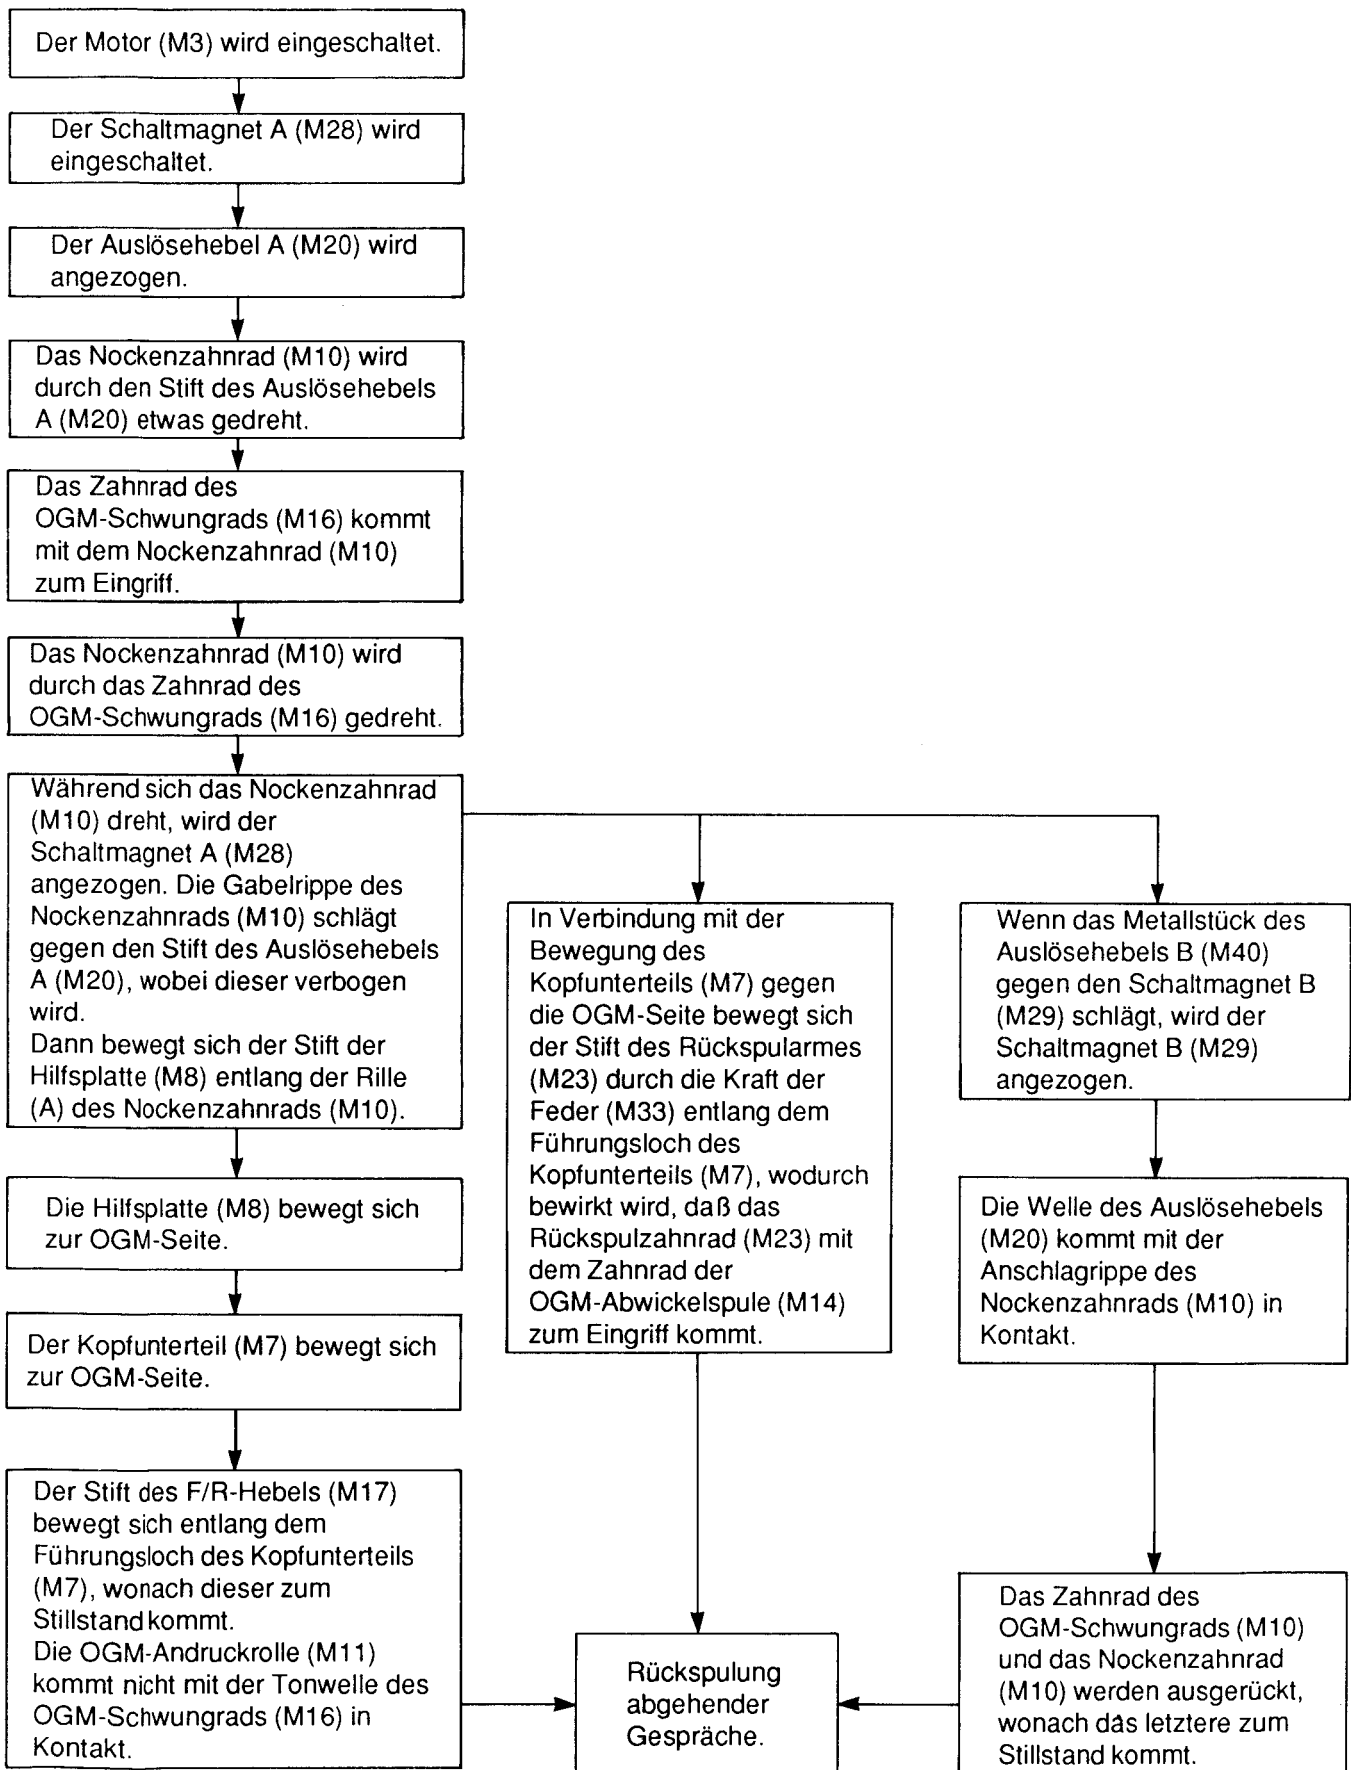 Der Motor (M3) wird eingeschaltet.
Der Schaltmagnet A (M28) wird
eingeschaltet.
Der Auslösehebel A (M20) wird
angezogen.
Das Nockenzahnrad (M10) wird
durch den Stift des Auslösehebels
A (M20) etwas gedreht.
Das Zahnrad des
OGM-Schwungrads (M16) kommt
mit dem Nockenzahnrad (M10)
zum Eingriff.
Das Nockenzahnrad (M10) wird
durch das Zahnrad des
OGM-Schwungrads (M16) gedreht.
Während sich das Nockenzahnrad
(M10) dreht, wird der
Schaltmagnet A (M28)
angezogen. Die Gabelrippe des
Nockenzahnrads (M10) schlägt
gegen den Stift des Auslösehebels
A (M20), wobei dieser verbogen
wird.
Dann bewegt sich der Stift der
Hilfsplatte (M8) entlang der Rille
(A) des Nockenzahnrads (M10).
Die Hilfsplatte (M8) bewegt sich
zur OGM-Seite.
Der Kopfunterteil (M7) bewegt sich
zur OGM-Seite.
Der Stift des F/R-Hebels (M17)
bewegt sich entlang dem
Führungsloch des Kopfunterteils
(M7), wonach dieser zum
Stillstand kommt.
Die OGM-Andruckrolle (M11)
kommt nicht mit der Tonwelle des
OGM-Schwungrads (M16) in
Kontakt.
In Verbindung mit der
Bewegung des
Kopfunterteils (M7) gegen
die OGM-Seite bewegt sich
der Stift des Rückspularmes
(M23) durch die Kraft der
Feder (M33) entlang dem
Führungsloch des
Kopfunterteils (M7), wodurch
bewirkt wird, daß das
Rückspulzahnrad (M23) mit
dem Zahnrad der
OGM-Abwickelspule (M14)
zum Eingriff kommt.
Wenn das Metallstück des
Auslösehebels B (M40)
gegen den Schaltmagnet B
(M29) schlägt, wird der
Schaltmagnet B (M29)
angezogen.
Die Welle des Auslösehebels
(M20) kommt mit der
Anschlagrippe des
Nockenzahnrads (M10) in
Kontakt.
Das Zahnrad des
OGM-Schwungrads (M10)
und das Nockenzahnrad
(M10) werden ausgerückt,
wonach das letztere zum
Stillstand kommt.
Rückspulung
abgehender
Gespräche.